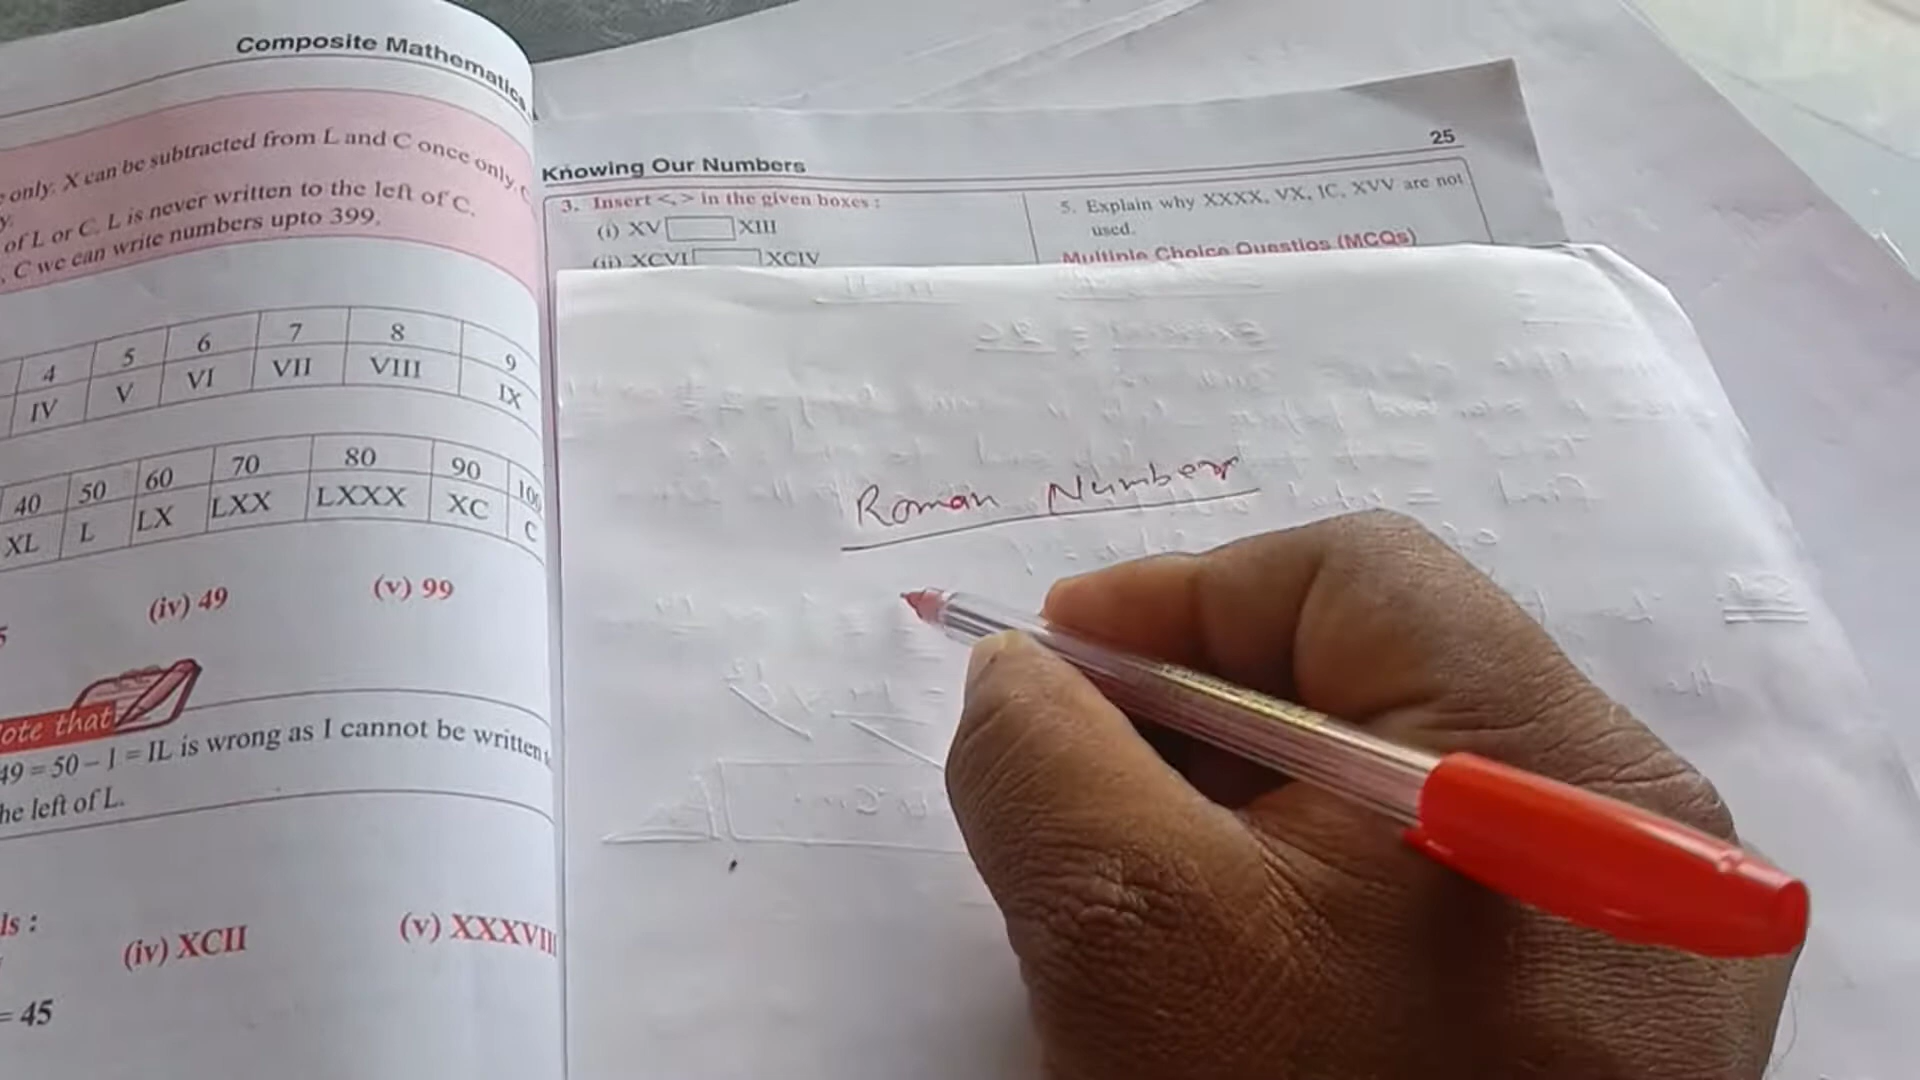 Composite Mathematics
only. X can be subtracted from L and C once only. C
of L or C. L is never written to the left of C.
, C we can write numbers upto 399.
4 5 6 7 8 9
IV V VI VII VIII IX
40 50 60 70 80 90 100
XL L LX LXX LXXX XC C
(iv) 49 (v) 99
ote that
49 = 50 – 1 = IL is wrong as I cannot be written
he left of L.
ls :
(iv) XCII (v) XXXVIII
= 45
Knowing Our Numbers 25
3. Insert <, > in the given boxes :
(i) XV XIII
(ii) XCVI XCIV
5. Explain why XXXX, VX, IC, XVV are not
used.
Multiple Choice Questios (MCQs)
Roman Number